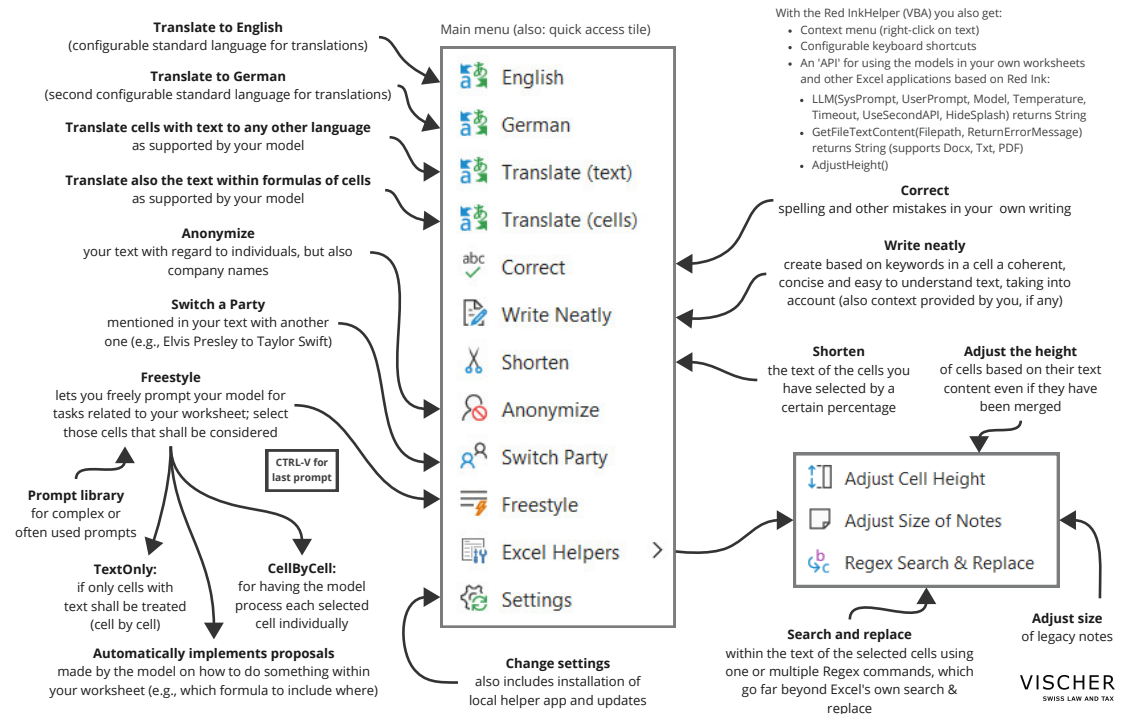 Translate to English
(configurable standard language for translations)
Translate to German
(second configurable standard language for translations)
Translate cells with text to any other language
as supported by your model
Translate also the text within formulas of cells
as supported by your model
Anonymize
your text with regard to individuals, but also
company names
Switch a Party
mentioned in your text with another
one (e.g., Elvis Presley to Taylor Swift)
Freestyle
lets you freely prompt your model for
tasks related to your worksheet; select
those cells that shall be considered
CTRL-V for
last prompt
Prompt library
for complex or
often used prompts
TextOnly:
if only cells with
text shall be treated
(cell by cell)
CellByCell:
for having the model
process each selected
cell individually
Automatically implements proposals
made by the model on how to do something within
your worksheet (e.g., which formula to include where)
Main menu (also: quick access tile)
English
German
Translate (text)
Translate (cells)
abc
Correct
Write Neatly
Shorten
Anonymize
Switch Party
Freestyle
Excel Helpers
Settings
Change settings
also includes installation of
local helper app and updates
With the Red InkHelper (VBA) you also get:
• Context menu (right-click on text)
• Configurable keyboard shortcuts
• An 'API' for using the models in your own worksheets
and other Excel applications based on Red Ink:
• LLM(SysPrompt, UserPrompt, Model, Temperature,
Timeout, UseSecondAPI, HideSplash) returns String
• GetFileTextContent(Filepath, ReturnErrorMessage)
returns String (supports Docx, Txt, PDF)
• AdjustHeight()
Correct
spelling and other mistakes in your own writing
Write neatly
create based on keywords in a cell a coherent,
concise and easy to understand text, taking into
account (also context provided by you, if any)
Shorten
the text of the cells you
have selected by a
certain percentage
Adjust the height
of cells based on their text
content even if they have
been merged
Adjust Cell Height
Adjust Size of Notes
Regex Search & Replace
Search and replace
within the text of the selected cells using
one or multiple Regex commands, which
go far beyond Excel's own search &
replace
Adjust size
of legacy notes
VISCHER
SWISS LAW AND TAX